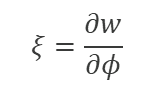 ξ = ∂w / ∂ϕ